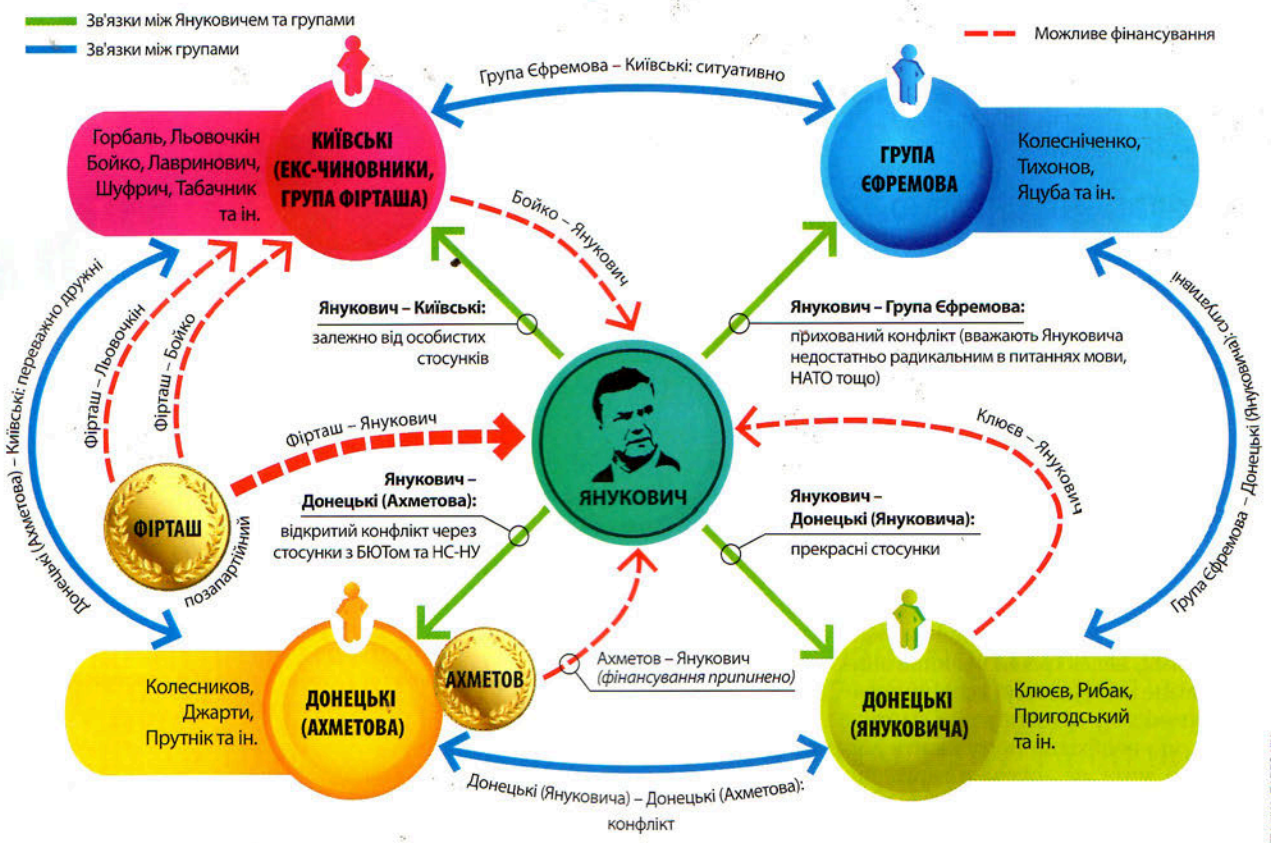 Зв'язки між Януковичем та групами
Зв'язки між групами
Можливе фінансування
Група Єфремова – Київські: ситуативно
КИЇВСЬКІ
(ЕКС-ЧИНОВНИКИ,
ГРУПА ФІРТАША)
Горбаль, Льовочкін
Бойко, Лавринович,
Шуфрич, Табачник
та ін.
ГРУПА
ЄФРЕМОВА
Колесніченко,
Тихонов,
Яцуба та ін.
Бойко – Янукович
Янукович – Київські:
залежно від особистих
стосунків
Янукович – Група Єфремова:
прихований конфлікт (вважають Януковича
недостатньо радикальним в питаннях мови,
НАТО тощо)
Донецькі (Ахметова) – Київські: переважно дружні
Фірташ – Льовочкін
Фірташ – Бойко
Фірташ – Янукович
ФІРТАШ
позапартійний
ЯНУКОВИЧ
Клюєв – Янукович
Група Єфремова – Донецькі (Януковича): ситуативні
Янукович –
Донецькі (Ахметова):
відкритий конфлікт через
стосунки з БЮТом та НС-НУ
Янукович –
Донецькі (Януковича):
прекрасні стосунки
Ахметов – Янукович
(фінансування припинено)
АХМЕТОВ
ДОНЕЦЬКІ
(АХМЕТОВА)
Колесников,
Джарти,
Прутнік та ін.
ДОНЕЦЬКІ
(ЯНУКОВИЧА)
Клюєв, Рибак,
Пригодський
та ін.
Донецькі (Януковича) – Донецькі (Ахметова):
конфлікт